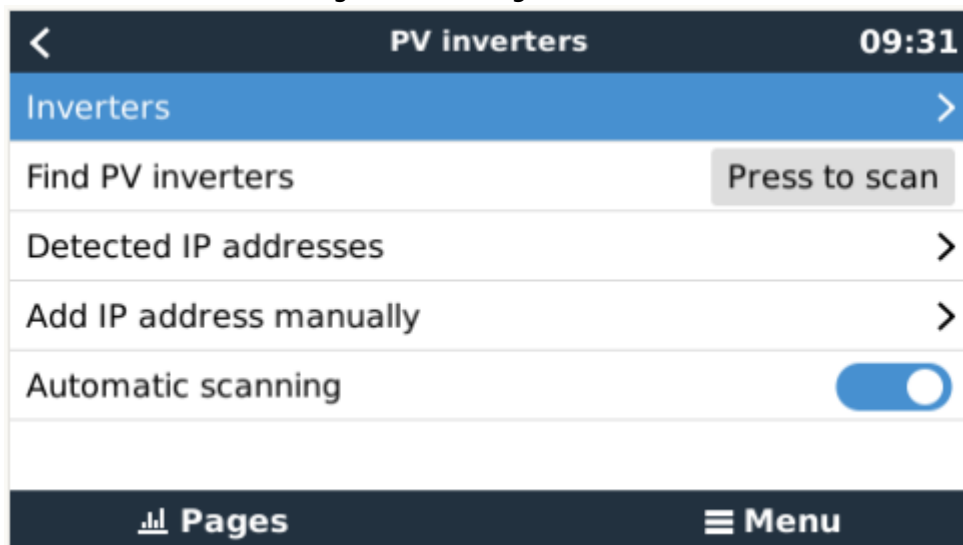 PV inverters 09:31
Inverters
Find PV inverters Press to scan
Detected IP addresses
Add IP address manually
Automatic scanning
Pages Menu